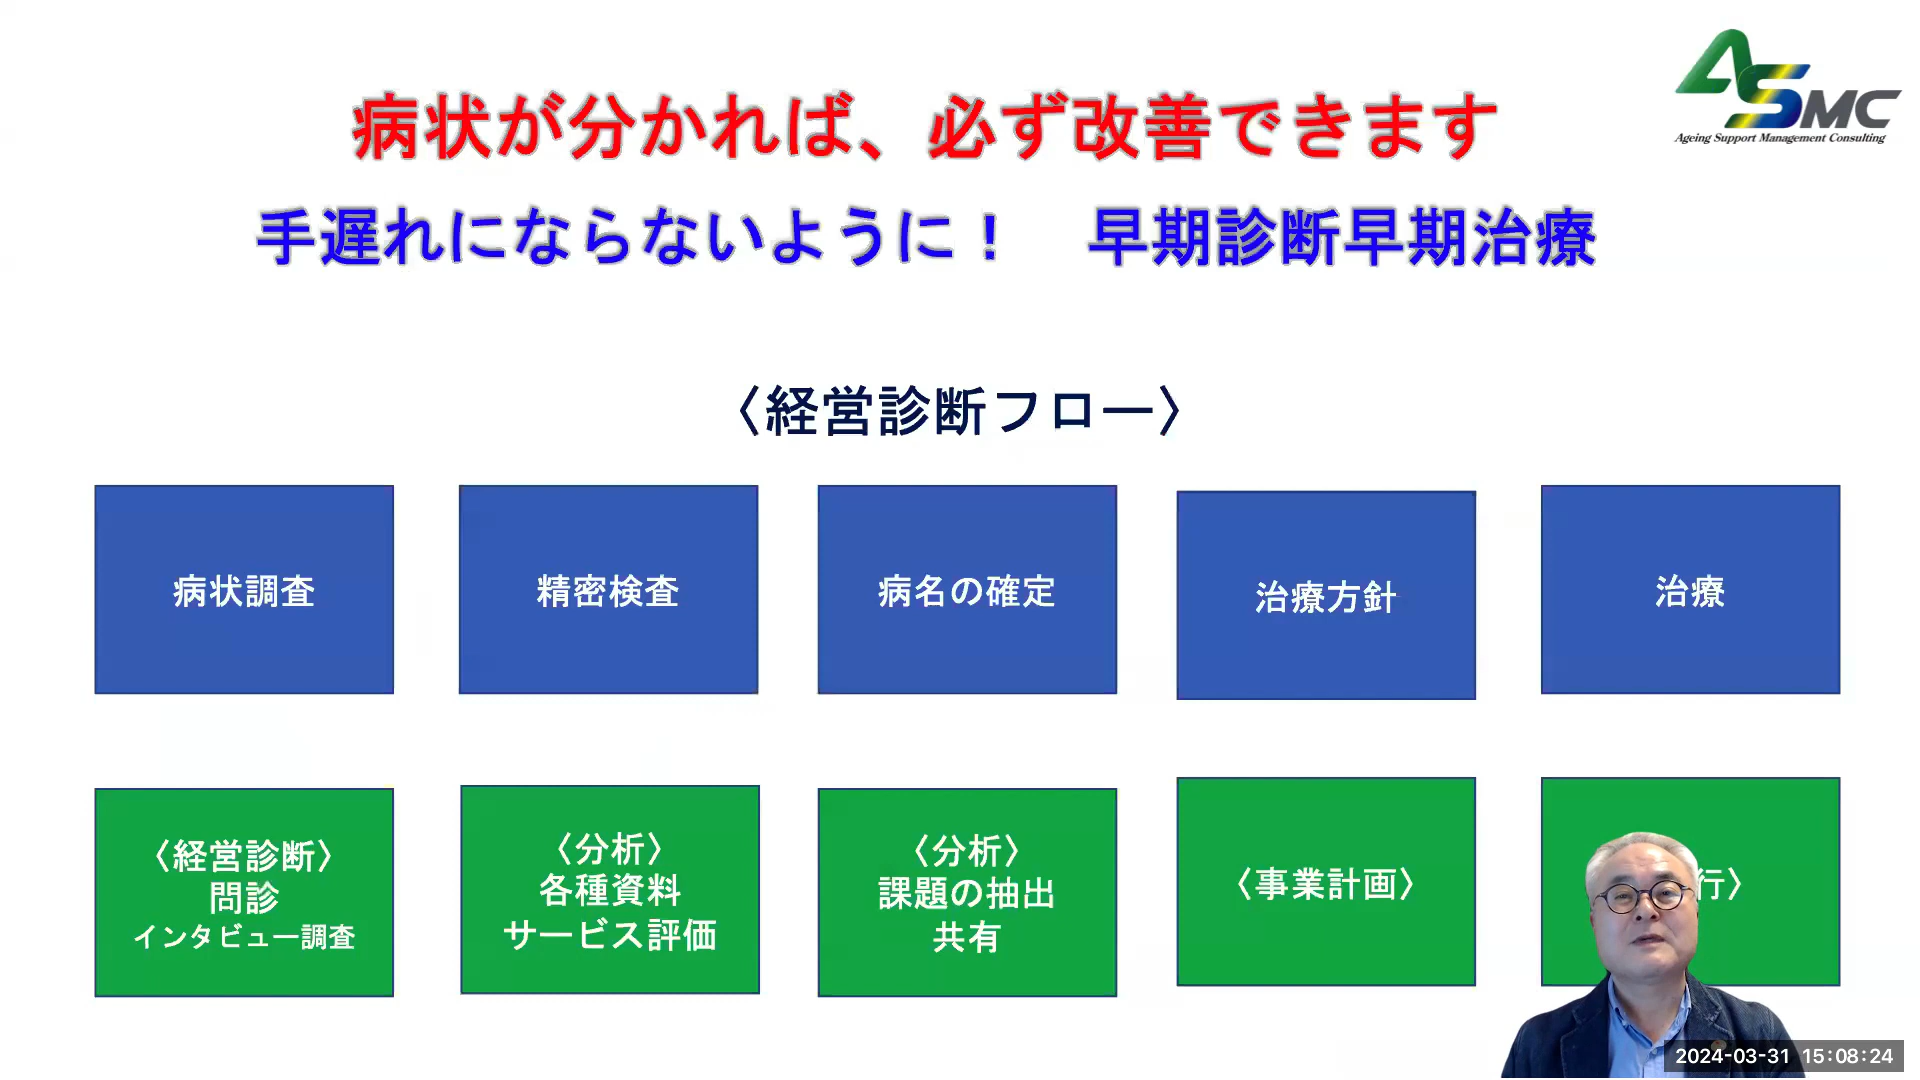 ASMC
Ageing Support Management Consulting
病状が分かれば、必ず改善できます
手遅れにならないように！　早期診断早期治療
〈経営診断フロー〉
病状調査
精密検査
病名の確定
治療方針
治療
〈経営診断〉
問診
インタビュー調査
〈分析〉
各種資料
サービス評価
〈分析〉
課題の抽出
共有
〈事業計画〉
行〉
2024-03-31 15:08:24